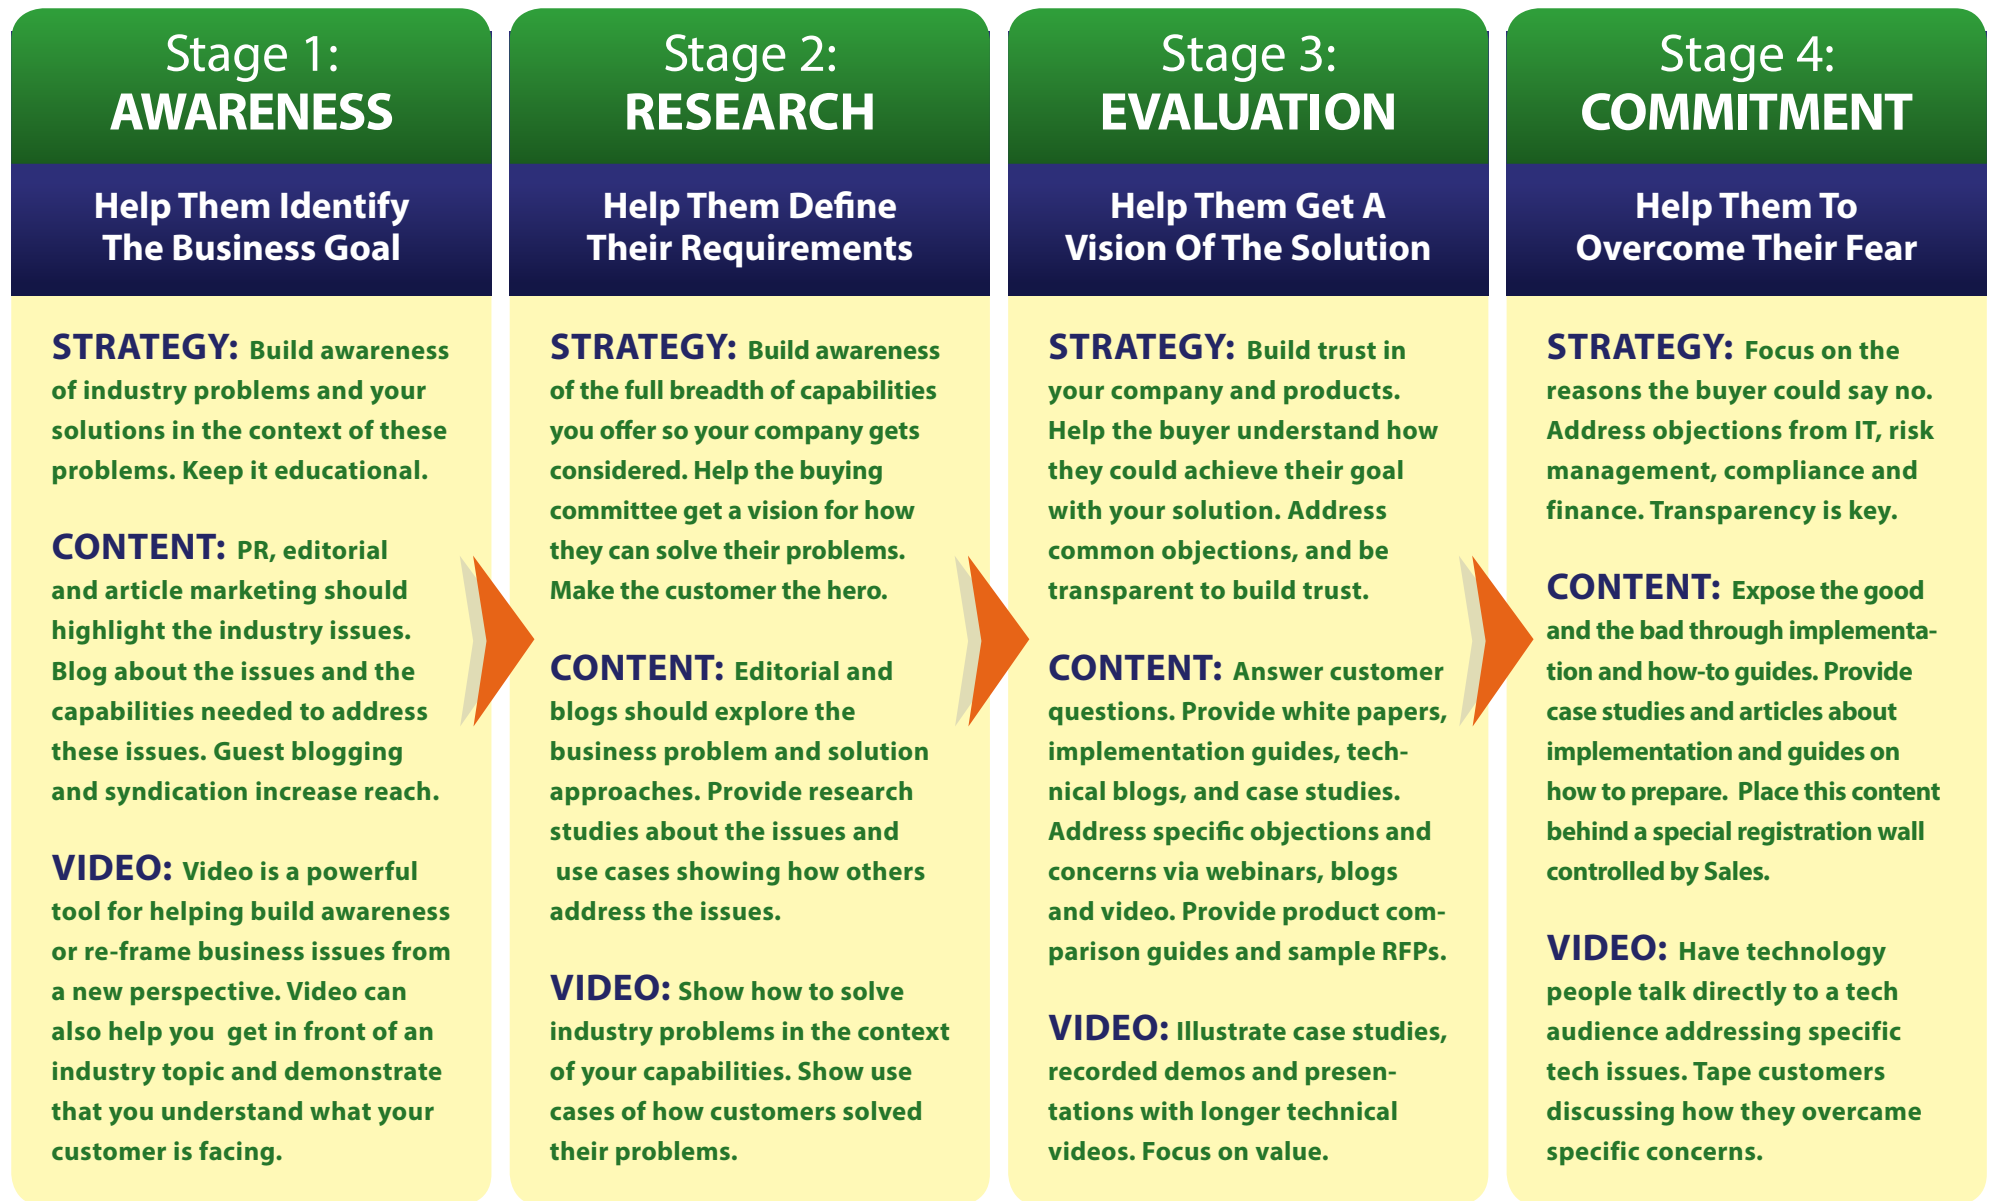 Stage 1:
AWARENESS
Help Them Identify
The Business Goal
STRATEGY: Build awareness
of industry problems and your
solutions in the context of these
problems. Keep it educational.
CONTENT: PR, editorial
and article marketing should
highlight the industry issues.
Blog about the issues and the
capabilities needed to address
these issues. Guest blogging
and syndication increase reach.
VIDEO: Video is a powerful
tool for helping build awareness
or re-frame business issues from
a new perspective. Video can
also help you get in front of an
industry topic and demonstrate
that you understand what your
customer is facing.
Stage 2:
RESEARCH
Help Them Define
Their Requirements
STRATEGY: Build awareness
of the full breadth of capabilities
you offer so your company gets
considered. Help the buying
committee get a vision for how
they can solve their problems.
Make the customer the hero.
CONTENT: Editorial and
blogs should explore the
business problem and solution
approaches. Provide research
studies about the issues and
use cases showing how others
address the issues.
VIDEO: Show how to solve
industry problems in the context
of your capabilities. Show use
cases of how customers solved
their problems.
Stage 3:
EVALUATION
Help Them Get A
Vision Of The Solution
STRATEGY: Build trust in
your company and products.
Help the buyer understand how
they could achieve their goal
with your solution. Address
common objections, and be
transparent to build trust.
CONTENT: Answer customer
questions. Provide white papers,
implementation guides, tech-
nical blogs, and case studies.
Address specific objections and
concerns via webinars, blogs
and video. Provide product com-
parison guides and sample RFPs.
VIDEO: Illustrate case studies,
recorded demos and presen-
tations with longer technical
videos. Focus on value.
Stage 4:
COMMITMENT
Help Them To
Overcome Their Fear
STRATEGY: Focus on the
reasons the buyer could say no.
Address objections from IT, risk
management, compliance and
finance. Transparency is key.
CONTENT: Expose the good
and the bad through implementa-
tion and how-to guides. Provide
case studies and articles about
implementation and guides on
how to prepare. Place this content
behind a special registration wall
controlled by Sales.
VIDEO: Have technology
people talk directly to a tech
audience addressing specific
tech issues. Tape customers
discussing how they overcame
specific concerns.